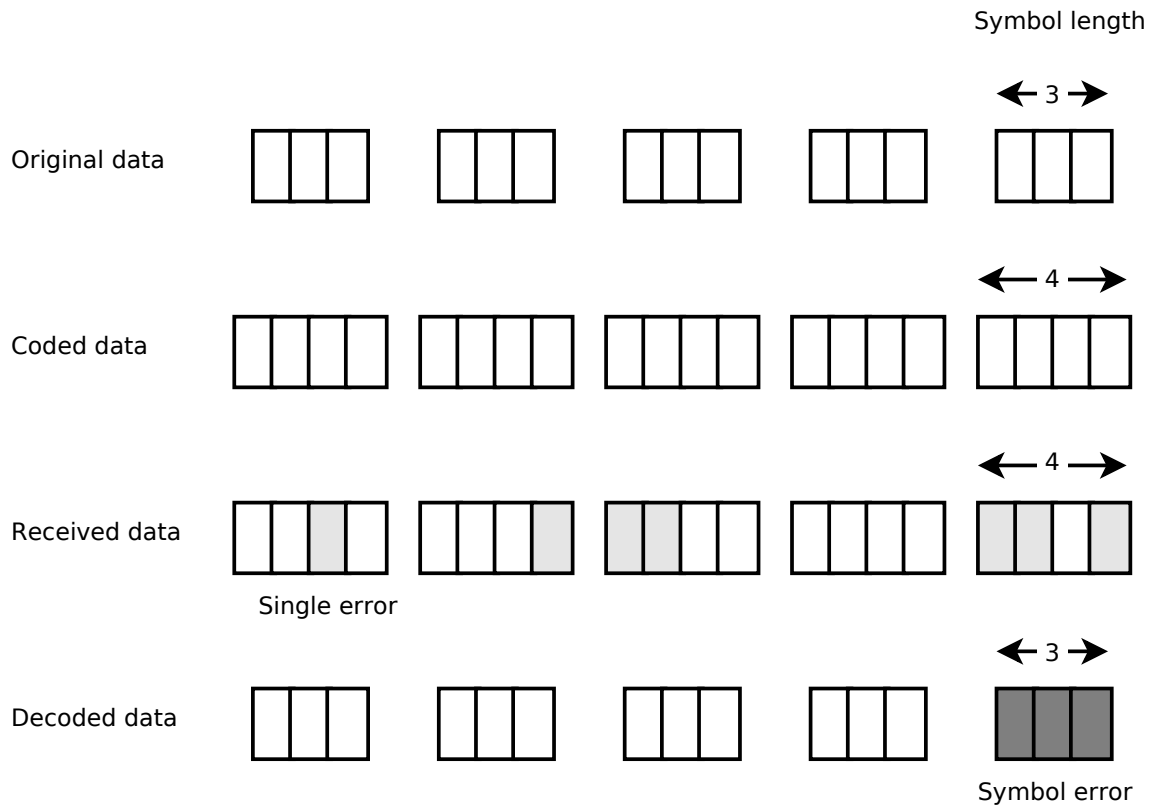 Symbol length
3
Original data
4
Coded data
4
Received data
Single error
3
Decoded data
Symbol error